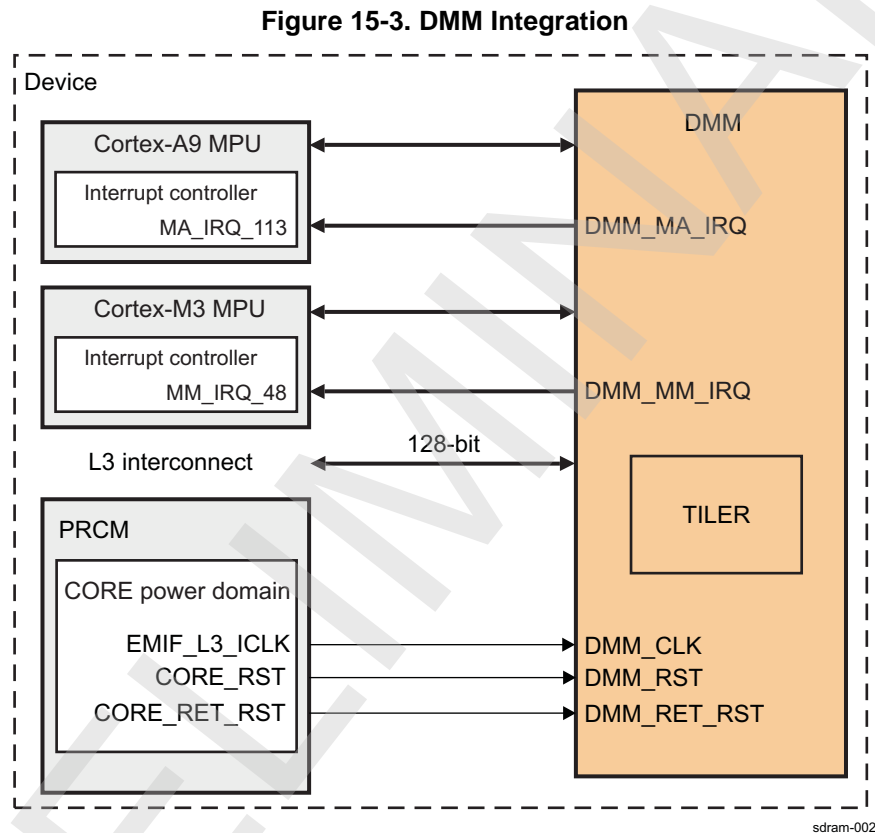 Figure 15-3. DMM Integration
Device
DMM
Cortex-A9 MPU
Interrupt controller
MA_IRQ_113
DMM_MA_IRQ
Cortex-M3 MPU
Interrupt controller
MM_IRQ_48
DMM_MM_IRQ
L3 interconnect
128-bit
TILER
PRCM
CORE power domain
EMIF_L3_ICLK
DMM_CLK
CORE_RST
DMM_RST
CORE_RET_RST
DMM_RET_RST
sdram-002